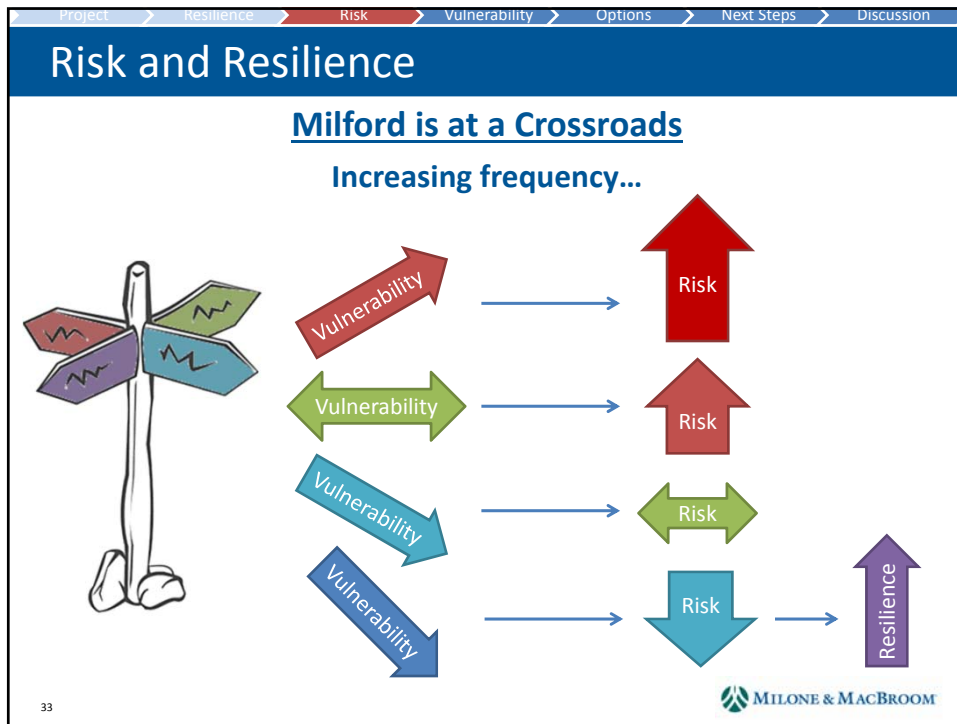 Project Resilience Risk Vulnerability Options Next Steps Discussion
Risk and Resilience
Milford is at a Crossroads
Increasing frequency…
Vulnerability
Risk
Vulnerability
Risk
Vulnerability
Risk
Vulnerability
Risk
Resilience
33
MILONE & MACBROOM